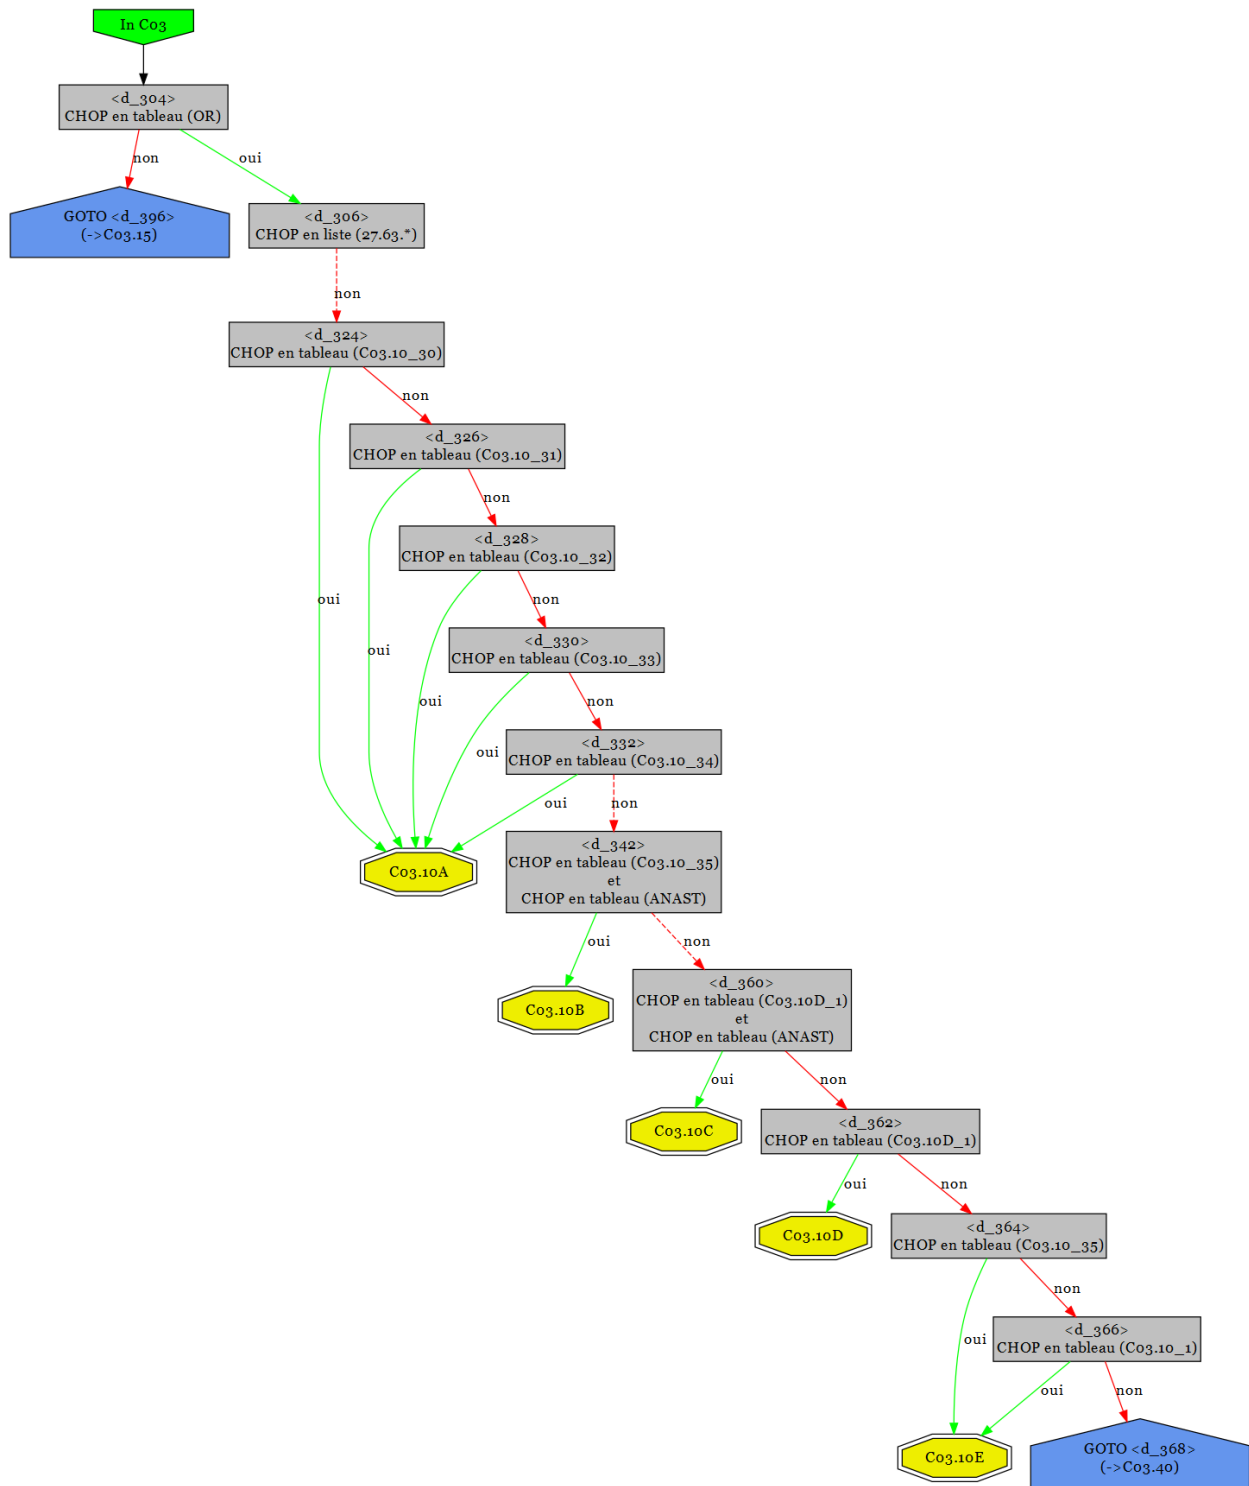 In C03
<d_304>
CHOP en tableau (OR)
non
oui
GOTO <d_396>
(->C03.15)
<d_306>
CHOP en liste (27.63.*)
non
<d_324>
CHOP en tableau (C03.10_30)
non
<d_326>
CHOP en tableau (C03.10_31)
non
<d_328>
CHOP en tableau (C03.10_32)
oui
non
<d_330>
CHOP en tableau (C03.10_33)
oui
oui
non
<d_332>
CHOP en tableau (C03.10_34)
oui
oui
non
<d_342>
CHOP en tableau (C03.10_35)
et
CHOP en tableau (ANAST)
C03.10A
oui
non
<d_360>
CHOP en tableau (C03.10D_1)
et
CHOP en tableau (ANAST)
C03.10B
oui
non
<d_362>
CHOP en tableau (C03.10D_1)
C03.10C
oui
non
<d_364>
CHOP en tableau (C03.10_35)
C03.10D
non
<d_366>
CHOP en tableau (C03.10_1)
oui
oui
non
C03.10E
GOTO <d_368>
(->C03.40)